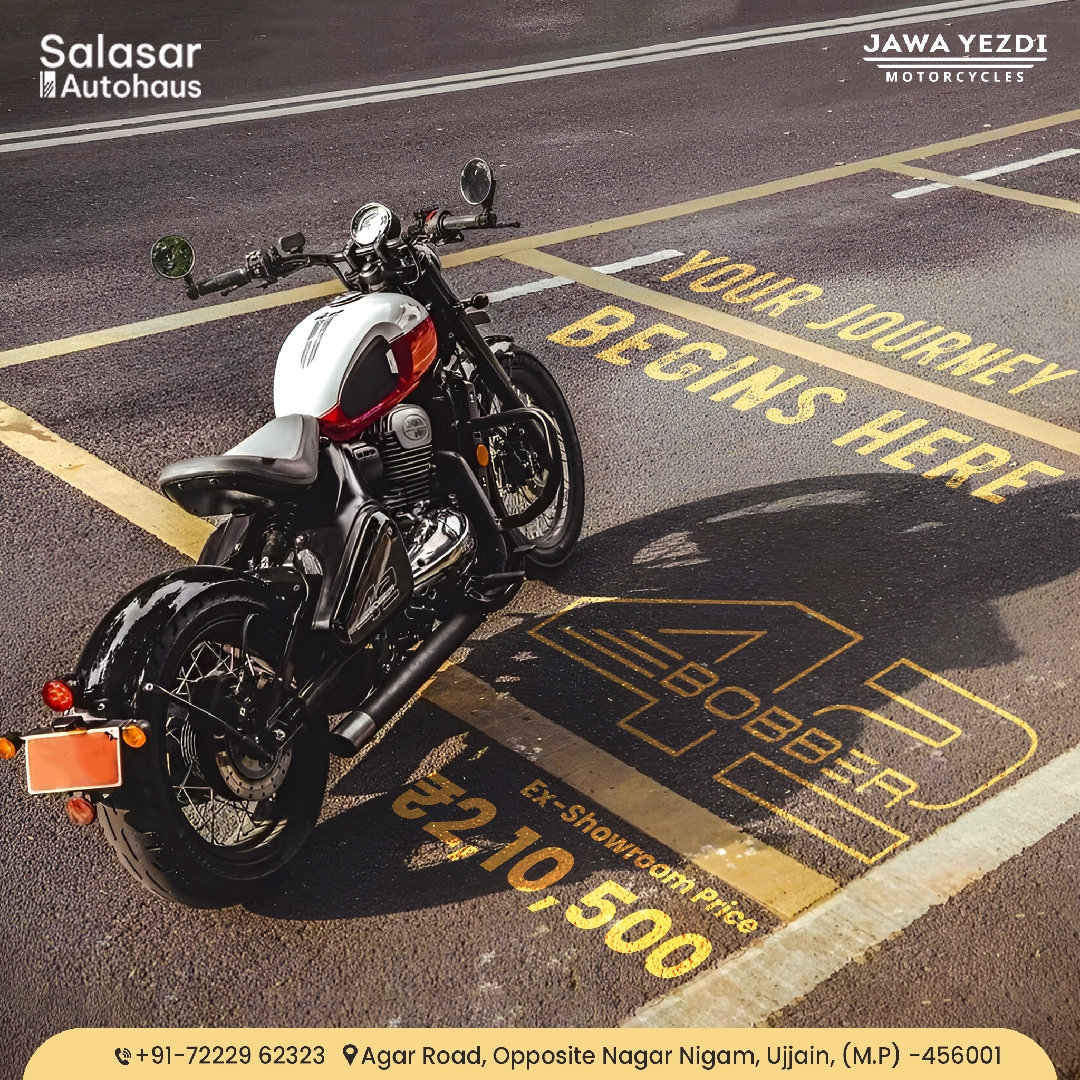 Salasar
Autohaus
JAWA YEZDI
MOTORCYCLES
YOUR JOURNEY
BEGINS HERE
42
BOBBER
Ex-Showroom Price
₹2,10,500
+91-72229 62323
Agar Road, Opposite Nagar Nigam, Ujjain, (M.P) -456001